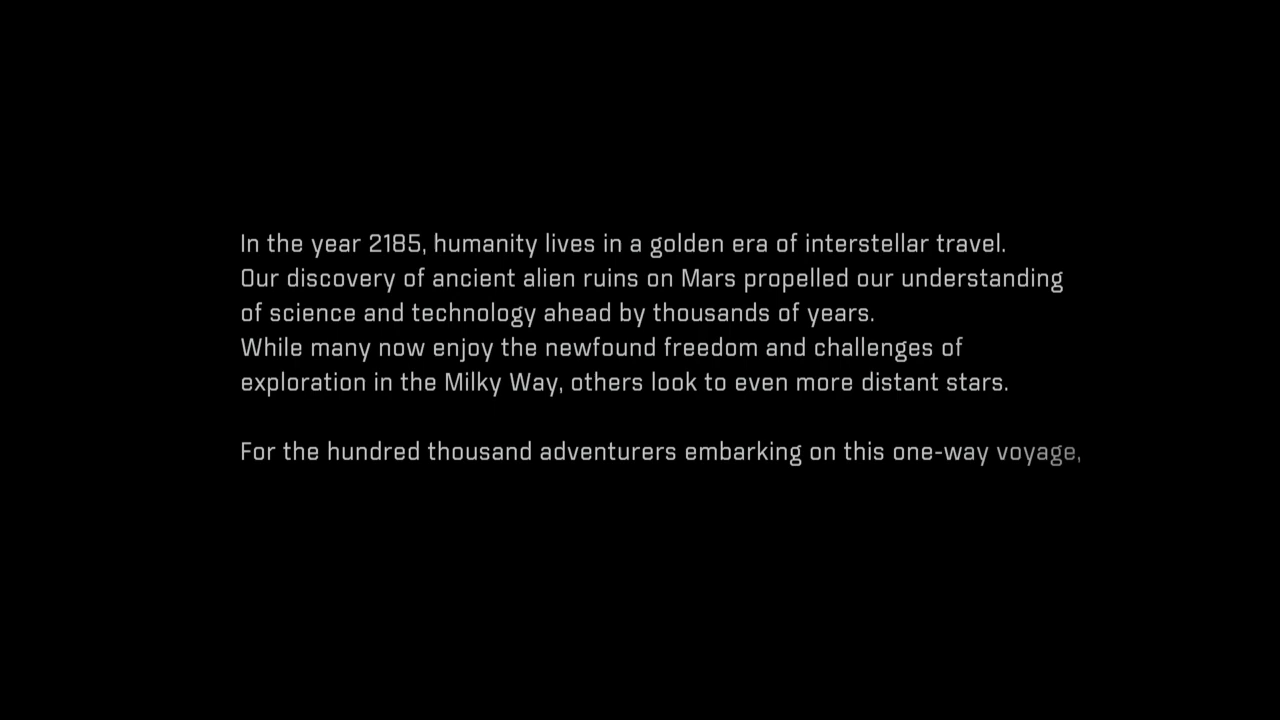 In the year 2185, humanity lives in a golden era of interstellar travel.
Our discovery of ancient alien ruins on Mars propelled our understanding
of science and technology ahead by thousands of years.
While many now enjoy the newfound freedom and challenges of
exploration in the Milky Way, others look to even more distant stars.
For the hundred thousand adventurers embarking on this one-way voyage,